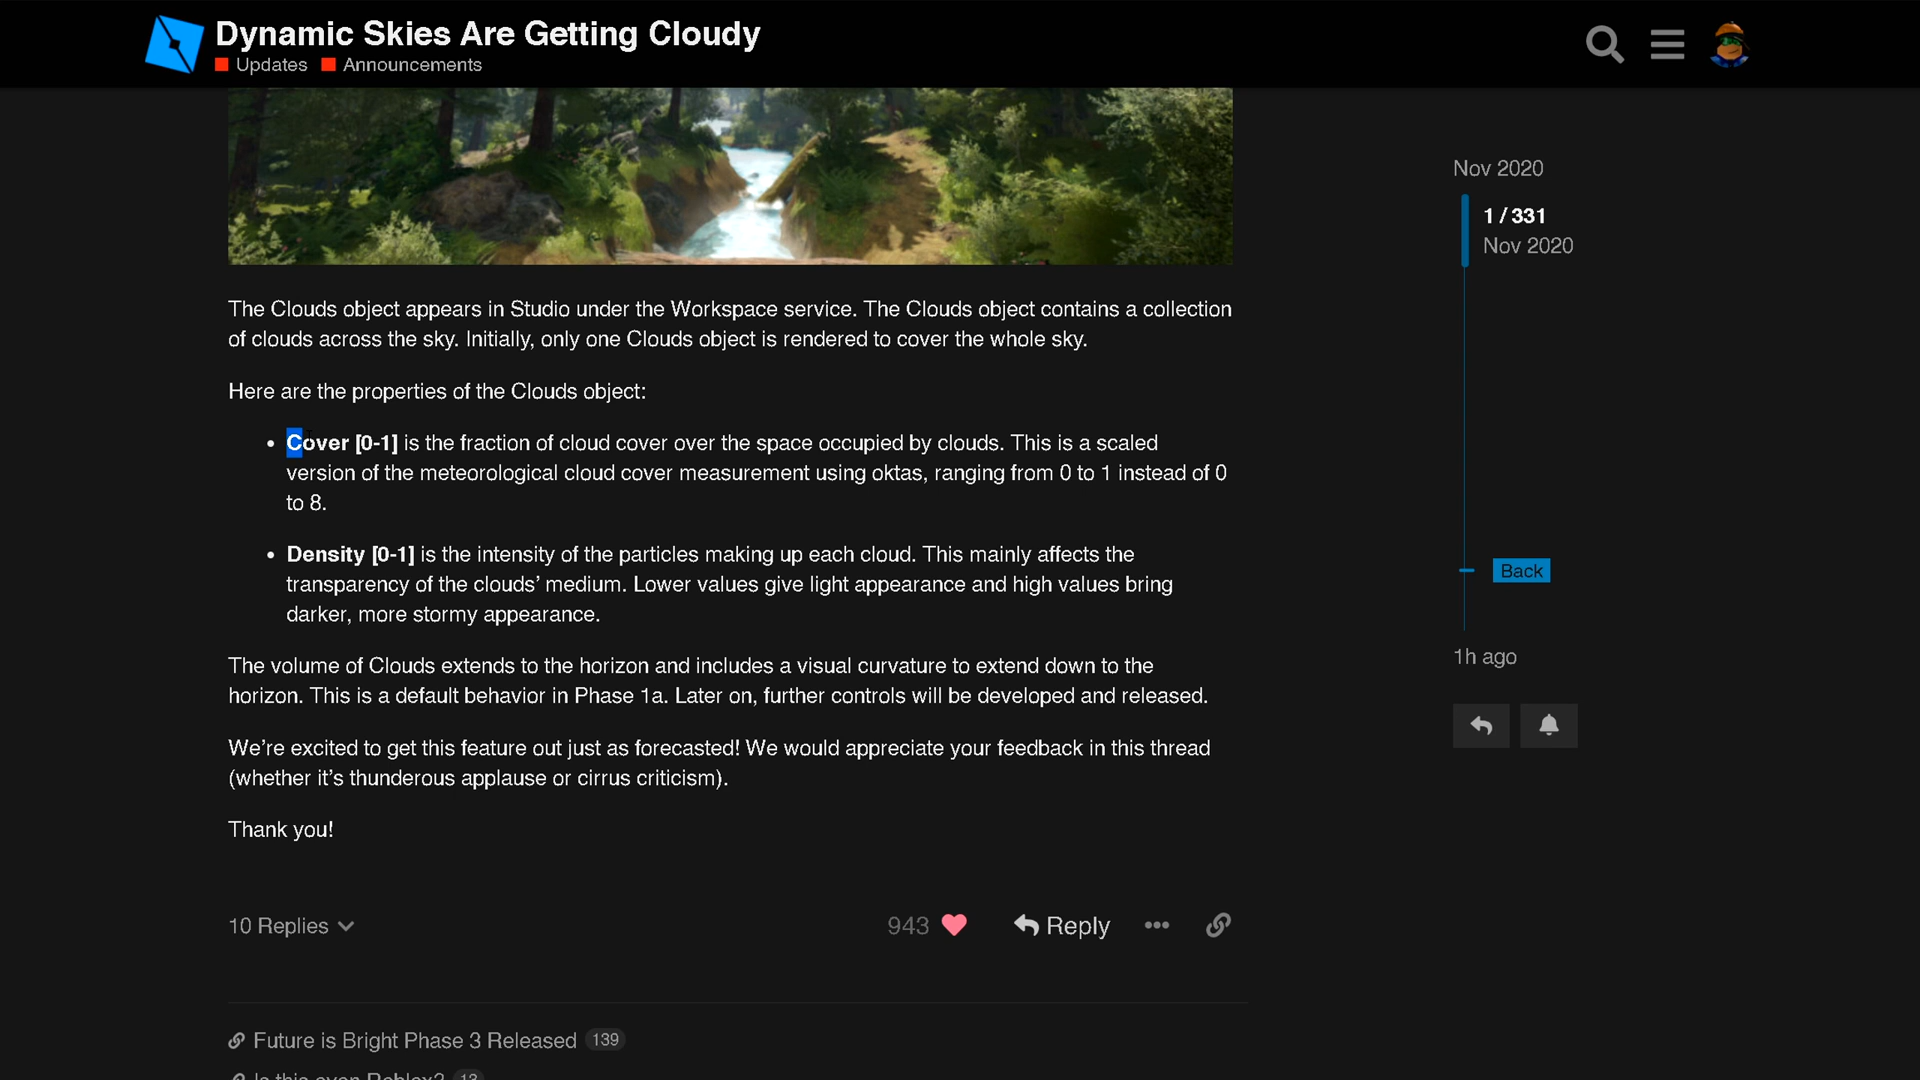 Dynamic Skies Are Getting Cloudy
Updates Announcements
Nov 2020
1 / 331
Nov 2020
The Clouds object appears in Studio under the Workspace service. The Clouds object contains a collection
of clouds across the sky. Initially, only one Clouds object is rendered to cover the whole sky.
Here are the properties of the Clouds object:
• Cover [0-1] is the fraction of cloud cover over the space occupied by clouds. This is a scaled
version of the meteorological cloud cover measurement using oktas, ranging from 0 to 1 instead of 0
to 8.
• Density [0-1] is the intensity of the particles making up each cloud. This mainly affects the
transparency of the clouds’ medium. Lower values give light appearance and high values bring
darker, more stormy appearance.
Back
1h ago
The volume of Clouds extends to the horizon and includes a visual curvature to extend down to the
horizon. This is a default behavior in Phase 1a. Later on, further controls will be developed and released.
We’re excited to get this feature out just as forecasted! We would appreciate your feedback in this thread
(whether it’s thunderous applause or cirrus criticism).
Thank you!
10 Replies
943
Reply
Future is Bright Phase 3 Released 139
Is this even Roblox? 13